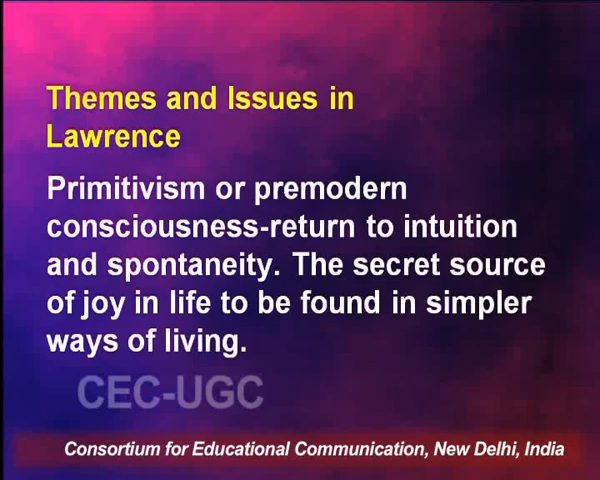 Themes and Issues in
Lawrence
Primitivism or premodern
consciousness-return to intuition
and spontaneity. The secret source
of joy in life to be found in simpler
ways of living.
CEC-UGC
Consortium for Educational Communication, New Delhi, India